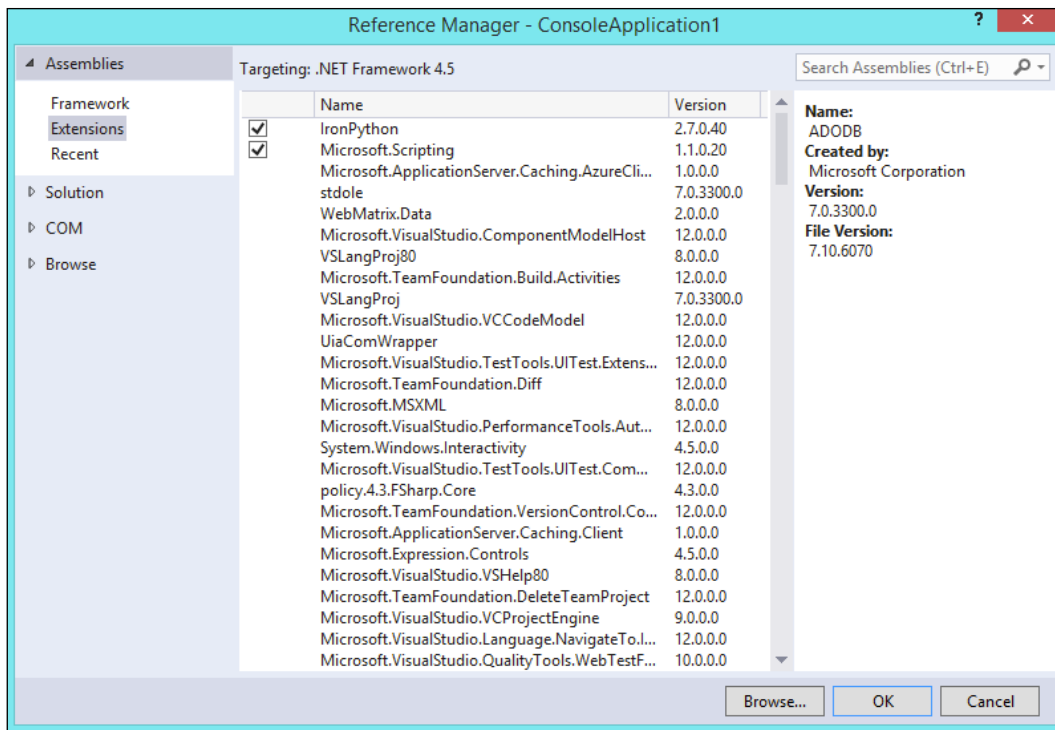 Reference Manager - ConsoleApplication1
? ×
Assemblies
Framework
Extensions
Recent
Solution
COM
Browse
Targeting: .NET Framework 4.5
Search Assemblies (Ctrl+E)
Name Version
IronPython 2.7.0.40
Microsoft.Scripting 1.1.0.20
Microsoft.ApplicationServer.Caching.AzureCli... 1.0.0.0
stdole 7.0.3300.0
WebMatrix.Data 2.0.0.0
Microsoft.VisualStudio.ComponentModelHost 12.0.0.0
VSLangProj80 8.0.0.0
Microsoft.TeamFoundation.Build.Activities 12.0.0.0
VSLangProj 7.0.3300.0
Microsoft.VisualStudio.VCCodeModel 12.0.0.0
UiaComWrapper 12.0.0.0
Microsoft.VisualStudio.TestTools.UITest.Extens... 12.0.0.0
Microsoft.TeamFoundation.Diff 12.0.0.0
Microsoft.MSXML 8.0.0.0
Microsoft.VisualStudio.PerformanceTools.Aut... 12.0.0.0
System.Windows.Interactivity 4.5.0.0
Microsoft.VisualStudio.TestTools.UITest.Com... 12.0.0.0
policy.4.3.FSharp.Core 4.3.0.0
Microsoft.TeamFoundation.VersionControl.Co... 12.0.0.0
Microsoft.ApplicationServer.Caching.Client 1.0.0.0
Microsoft.Expression.Controls 4.5.0.0
Microsoft.VisualStudio.VSHelp80 8.0.0.0
Microsoft.TeamFoundation.DeleteTeamProject 12.0.0.0
Microsoft.VisualStudio.VCProjectEngine 9.0.0.0
Microsoft.VisualStudio.Language.NavigateTo.I... 12.0.0.0
Microsoft.VisualStudio.QualityTools.WebTestF... 10.0.0.0
Name:
ADODB
Created by:
Microsoft Corporation
Version:
7.0.3300.0
File Version:
7.10.6070
Browse... OK Cancel